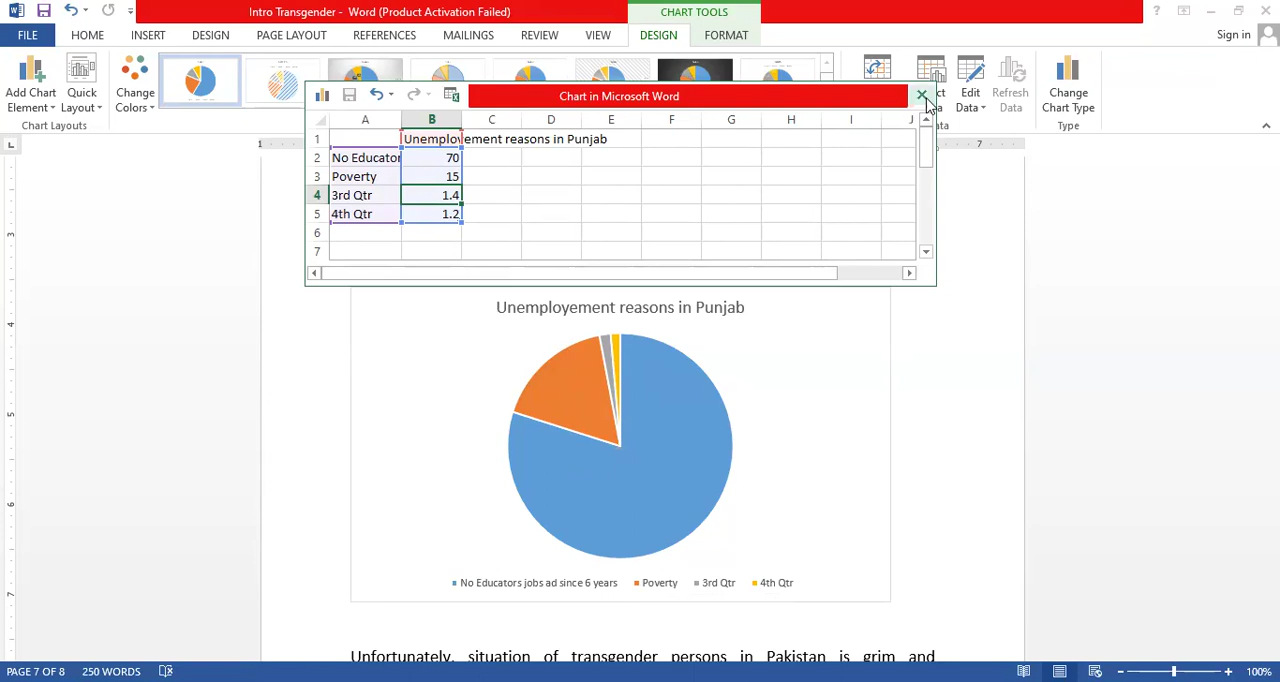 Intro Transgender - Word (Product Activation Failed)
CHART TOOLS
FILE HOME INSERT DESIGN PAGE LAYOUT REFERENCES MAILINGS REVIEW VIEW DESIGN FORMAT Sign in
Add Chart Element
Quick Layout
Change Colors
Edit Data
Refresh Data
Change Chart Type
Chart Layouts
Type
Chart in Microsoft Word
A B C D E F G H I J
1 Unemployement reasons in Punjab
2 No Educator 70
3 Poverty 15
4 3rd Qtr 1.4
5 4th Qtr 1.2
6
7
Unemployement reasons in Punjab
No Educators jobs ad since 6 years Poverty 3rd Qtr 4th Qtr
Unfortunately, situation of transgender persons in Pakistan is grim and
PAGE 7 OF 8 250 WORDS 100%